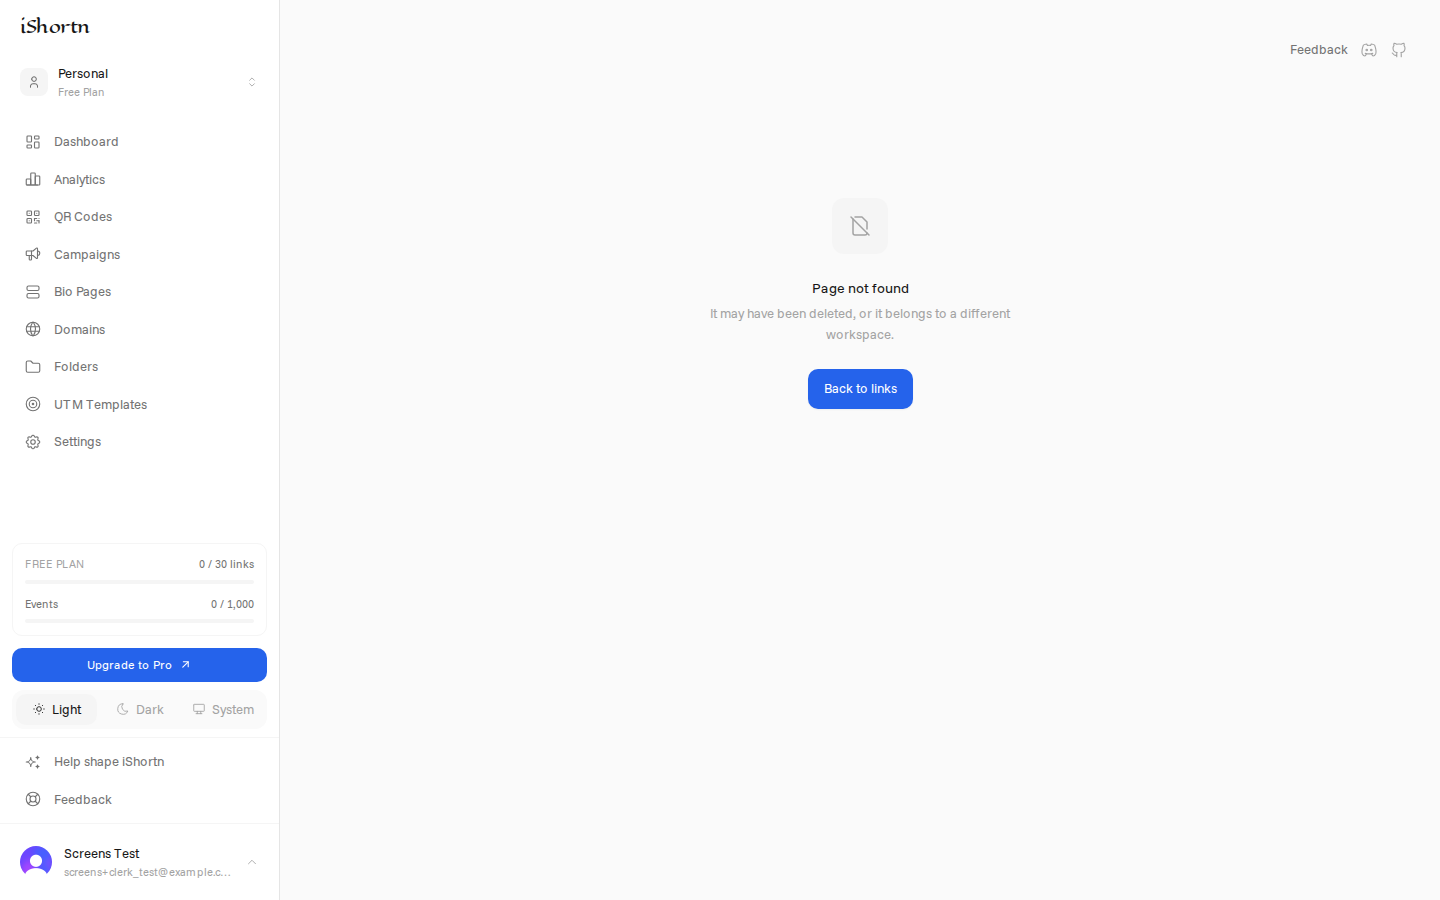 iShortn
Personal
Free Plan
Dashboard
Analytics
QR Codes
Campaigns
Bio Pages
Domains
Folders
UTM Templates
Settings
FREE PLAN 0 / 30 links
Events 0 / 1,000
Upgrade to Pro
Light Dark System
Help shape iShortn
Feedback
Screens Test
screens+clerk_test@example.c...
Feedback
Page not found
It may have been deleted, or it belongs to a different
workspace.
Back to links